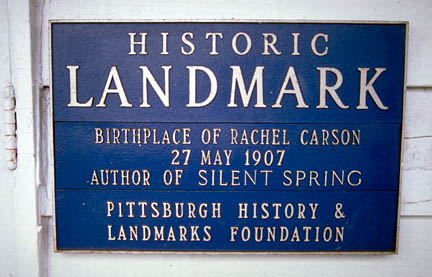 HISTORIC
LANDMARK
BIRTHPLACE OF RACHEL CARSON
27 MAY 1907
AUTHOR OF SILENT SPRING
PITTSBURGH HISTORY &
LANDMARKS FOUNDATION